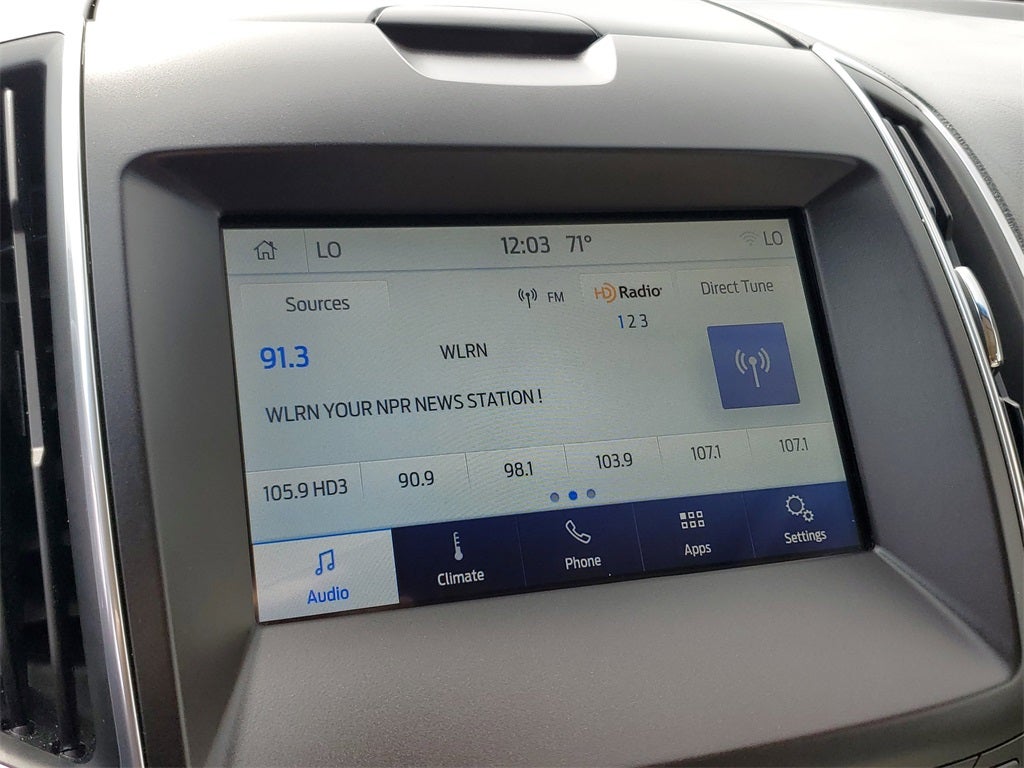 LO 12:03 71° LO
Sources FM HD Radio Direct Tune
1 2 3
91.3 WLRN
WLRN YOUR NPR NEWS STATION !
105.9 HD3 90.9 98.1 103.9 107.1 107.1
Audio Climate Phone Apps Settings